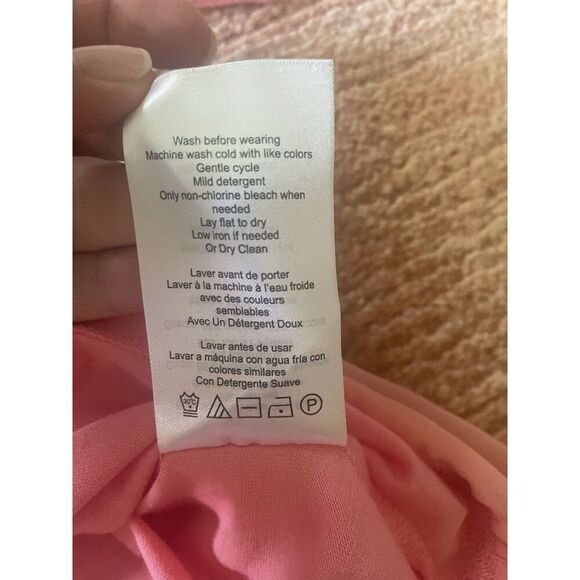 Wash before wearing
Machine wash cold with like colors
Gentle cycle
Mild detergent
Only non-chlorine bleach when
needed
Lay flat to dry
Low iron if needed
Or Dry Clean
Laver avant de porter
Laver à la machine à l'eau froide
avec des couleurs
semblables
Avec Un Détergent Doux
Lavar antes de usar
Lavar a máquina con agua fría con
colores similares
Con Detergente Suave
30°C P